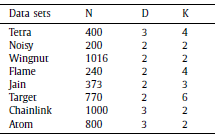 Data sets N D K
Tetra 400 3 4
Noisy 200 2 2
Wingnut 1016 2 2
Flame 240 2 4
Jain 373 2 3
Target 770 2 6
Chainlink 1000 3 2
Atom 800 3 2